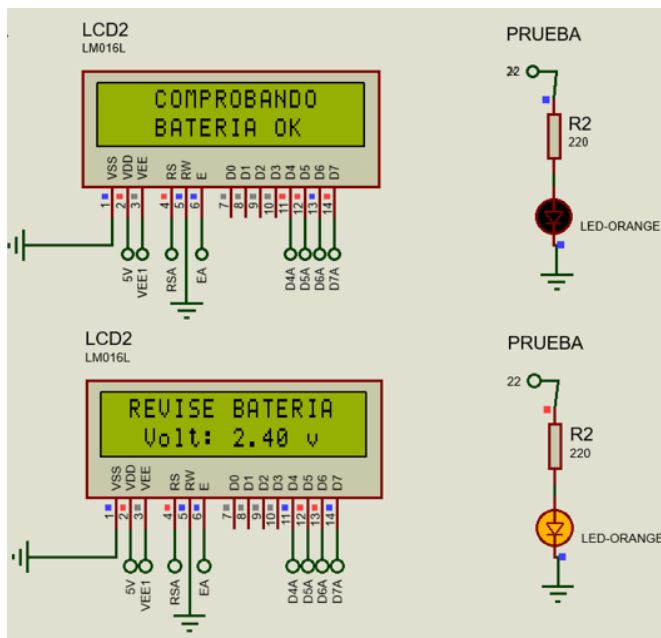 LCD2
LM016L
COMPROBANDO
BATERIA OK
VSS VDD VEE RS RW E D0 D1 D2 D3 D4 D5 D6 D7
1 2 3 4 5 6 7 8 9 10 11 12 13 14
5V VEE1 RSA EA D4A D5A D6A D7A
PRUEBA
R2
220
LED-ORANGE
LCD2
LM016L
REVISE BATERIA
Volt: 2.40 v
VSS VDD VEE RS RW E D0 D1 D2 D3 D4 D5 D6 D7
1 2 3 4 5 6 7 8 9 10 11 12 13 14
5V VEE1 RSA EA D4A D5A D6A D7A
PRUEBA
22
R2
220
LED-ORANGE